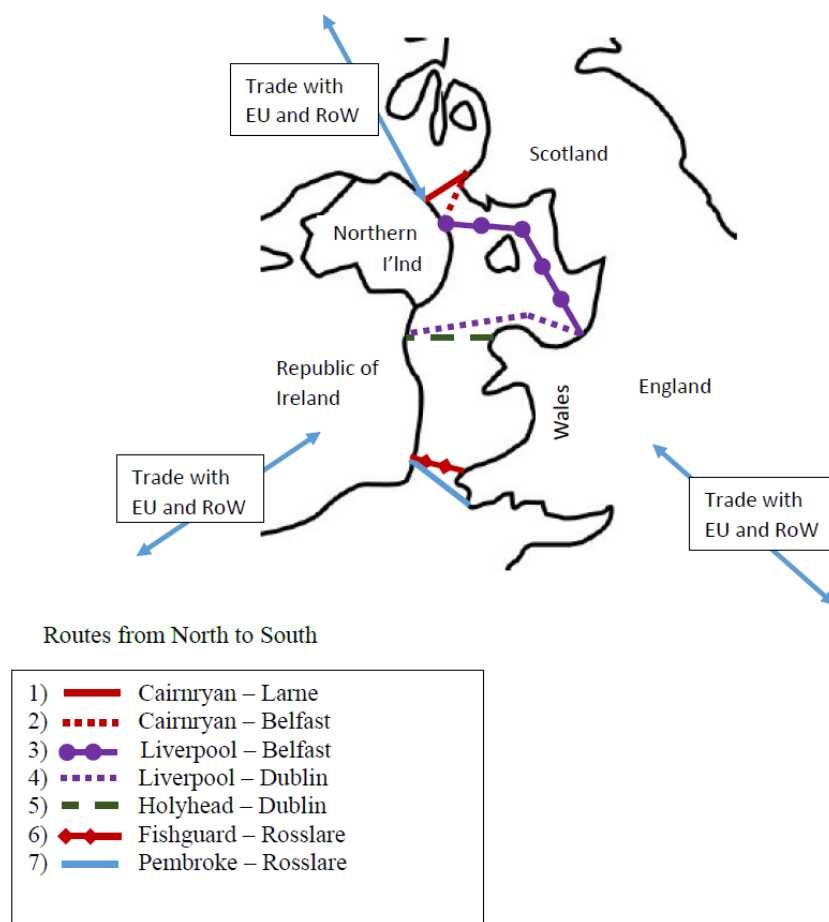 Trade with
EU and RoW
Scotland
Northern
I'lnd
Republic of
Ireland
Wales
England
Trade with
EU and RoW
Trade with
EU and RoW
Routes from North to South
1) Cairnryan – Larne
2) Cairnryan – Belfast
3) Liverpool – Belfast
4) Liverpool – Dublin
5) Holyhead – Dublin
6) Fishguard – Rosslare
7) Pembroke – Rosslare